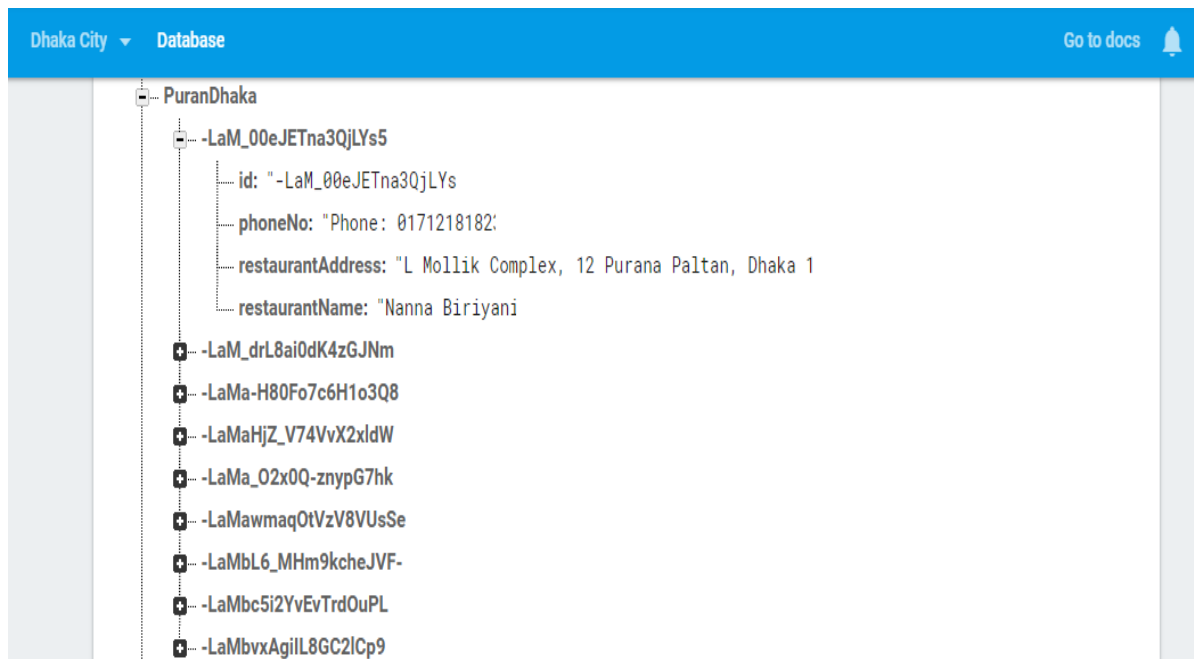 Dhaka City Database Go to docs
PuranDhaka
-LaM_00eJETna3QjLYs5
id: "-LaM_00eJETna3QjLYs
phoneNo: "Phone: 0171218182
restaurantAddress: "L Mollik Complex, 12 Purana Paltan, Dhaka 1
restaurantName: "Nanna Biriyani
-LaM_drL8ai0dK4zGJNm
-LaMa-H80Fo7c6H1o3Q8
-LaMaHjZ_V74VvX2xldW
-LaMa_O2x0Q-znypG7hk
-LaMawmaqOtVzV8VUsSe
-LaMbL6_MHm9kcheJVF-
-LaMbc5i2YvEvTrdOuPL
-LaMbvxAgilL8GC2lCp9